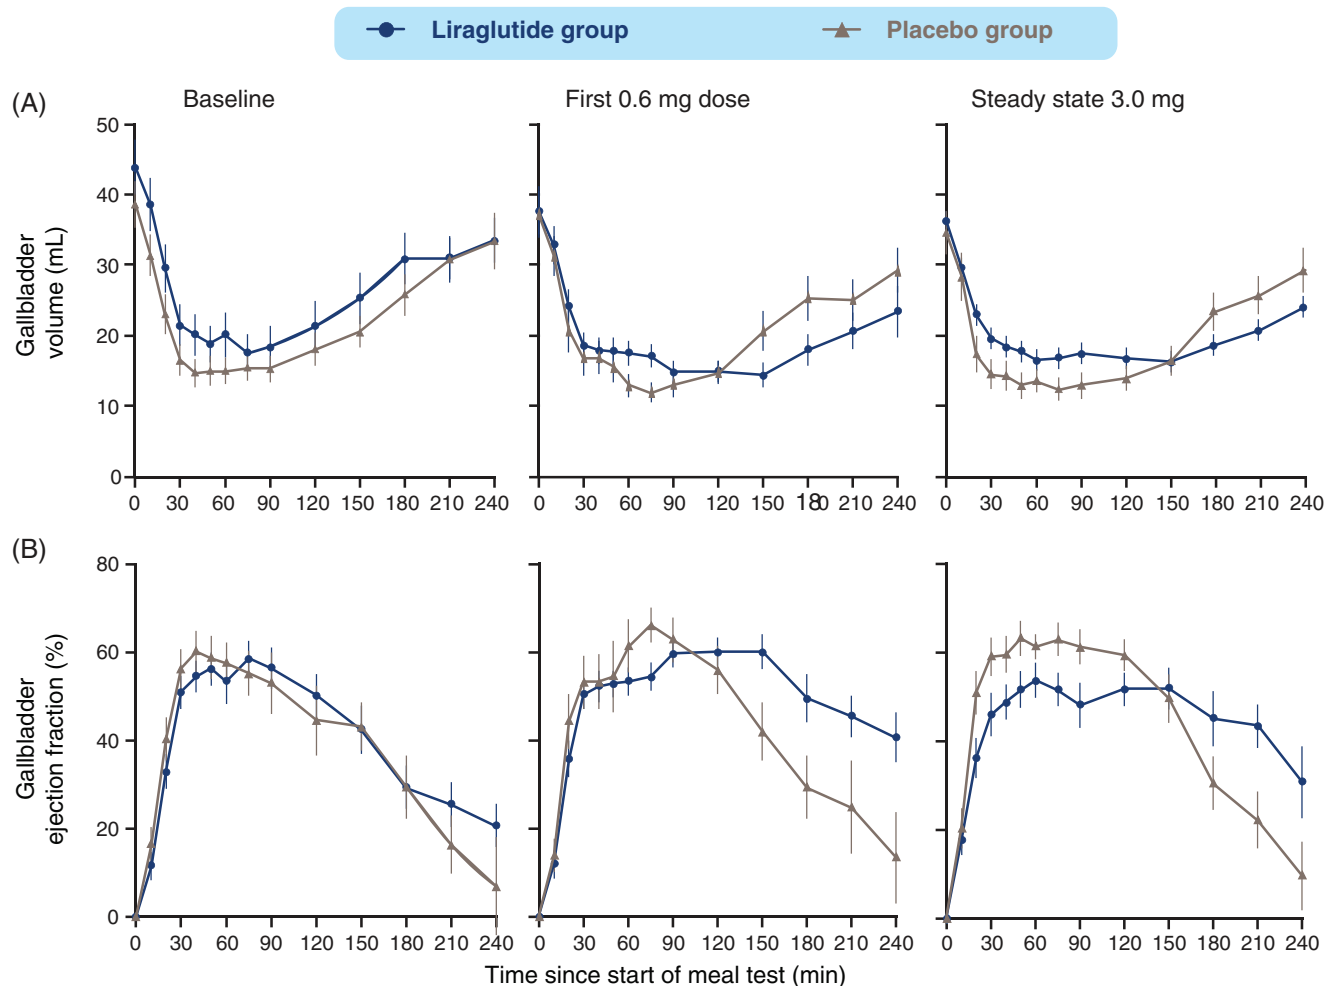 Liraglutide group Placebo group
(A) Baseline First 0.6 mg dose Steady state 3.0 mg
Gallbladder
volume (mL)
50
40
30
20
10
0
0 30 60 90 120 150 180 210 240 0 30 60 90 120 150 180 210 240 0 30 60 90 120 150 180 210 240
(B)
Gallbladder
ejection fraction (%)
80
60
40
20
0
0 30 60 90 120 150 180 210 240 0 30 60 90 120 150 180 210 240 0 30 60 90 120 150 180 210 240
Time since start of meal test (min)